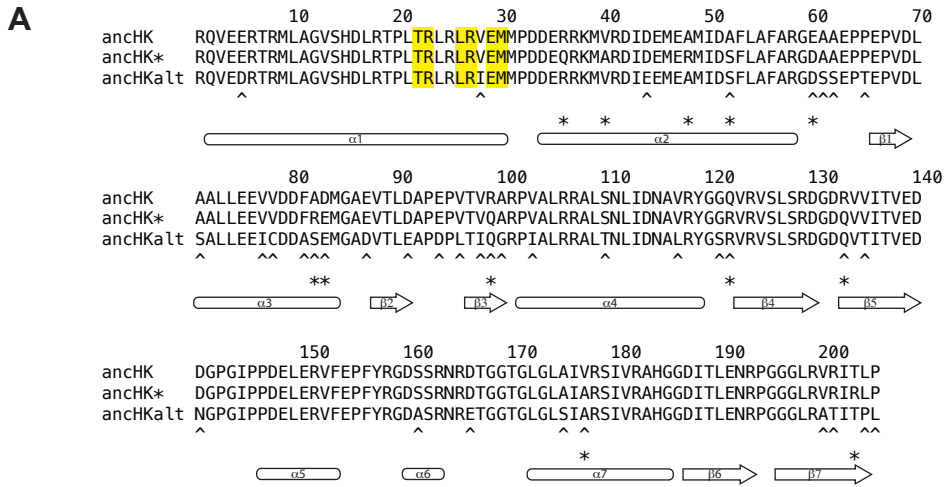 A
10 20 30 40 50 60 70
ancHK RQVEERTRMLAGVSHDLRTPLTRLRLRVEMMPDDERRKMVRDIDEMEAMIDAFLAFARGEAAEPPEPVDL
ancHK* RQVEERTRMLAGVSHDLRTPLTRLRLRVEMMPDDEQRKMARDIDEMERMIDSFLAFARGDAAEPPEPVDL
ancHKalt RQVEDRTRMLAGVSHDLRTPLTRLRLRIEMMPDDERRKMVRDIEEMEAMIDSFLAFARGDSSEPTEPVDL
^ ^ ^ ^ ^^^ ^
* * * * *
α1 α2 β1
80 90 100 110 120 130 140
ancHK AALLEEVVDDFADMGAEVTLDAPEPVTVRARPVALRRALSNLIDNAVRYGGQVRVSLSRDGDRVVITVED
ancHK* AALLEEVVDDFREMGAEVTLDAPEPVTVQARPVALRRALSNLIDNAVRYGGRVRVSLSRDGDQVVITVED
ancHKalt SALLEEICDDASEMGADVTLEAPDPLTIQGRPIALRRALTNLIDNALRYGSRVRVSLSRDGDQVTITVED
^ ^^ ^^^ ^ ^ ^ ^ ^^^ ^ ^ ^ ^^ ^ ^
** * * *
α3 β2 β3 α4 β4 β5
150 160 170 180 190 200
ancHK DGPGIPPDELERVFEPFYRGDSSRNRDTGGTGLGLAIVRSIVRAHGGDITLENRPGGGLRVRITLP
ancHK* DGPGIPPDELERVFEPFYRGDSSRNRDTGGTGLGLAIVRSIVRAHGGDITLENRPGGGLRVRIRLP
ancHKalt NGPGIPPDELERVFEPFYRGDASRNRETGGTGLGLSIARSIVRAHGGDITLENRPGGGLRATITPL
^ ^ ^ ^ ^ ^^ ^^
* *
α5 α6 α7 β6 β7